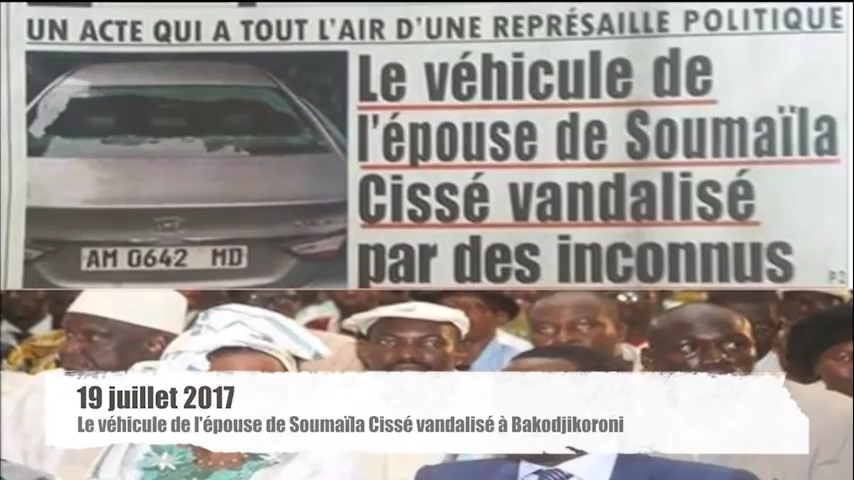 UN ACTE QUI A TOUT L'AIR D'UNE REPRÉSAILLE POLITIQUE
Le véhicule de
l'épouse de Soumaïla
Cissé vandalisé
par des inconnus
P.2
AM 0642 MD
19 juillet 2017
Le véhicule de l'épouse de Soumaïla Cissé vandalisé à Bakodjikoroni